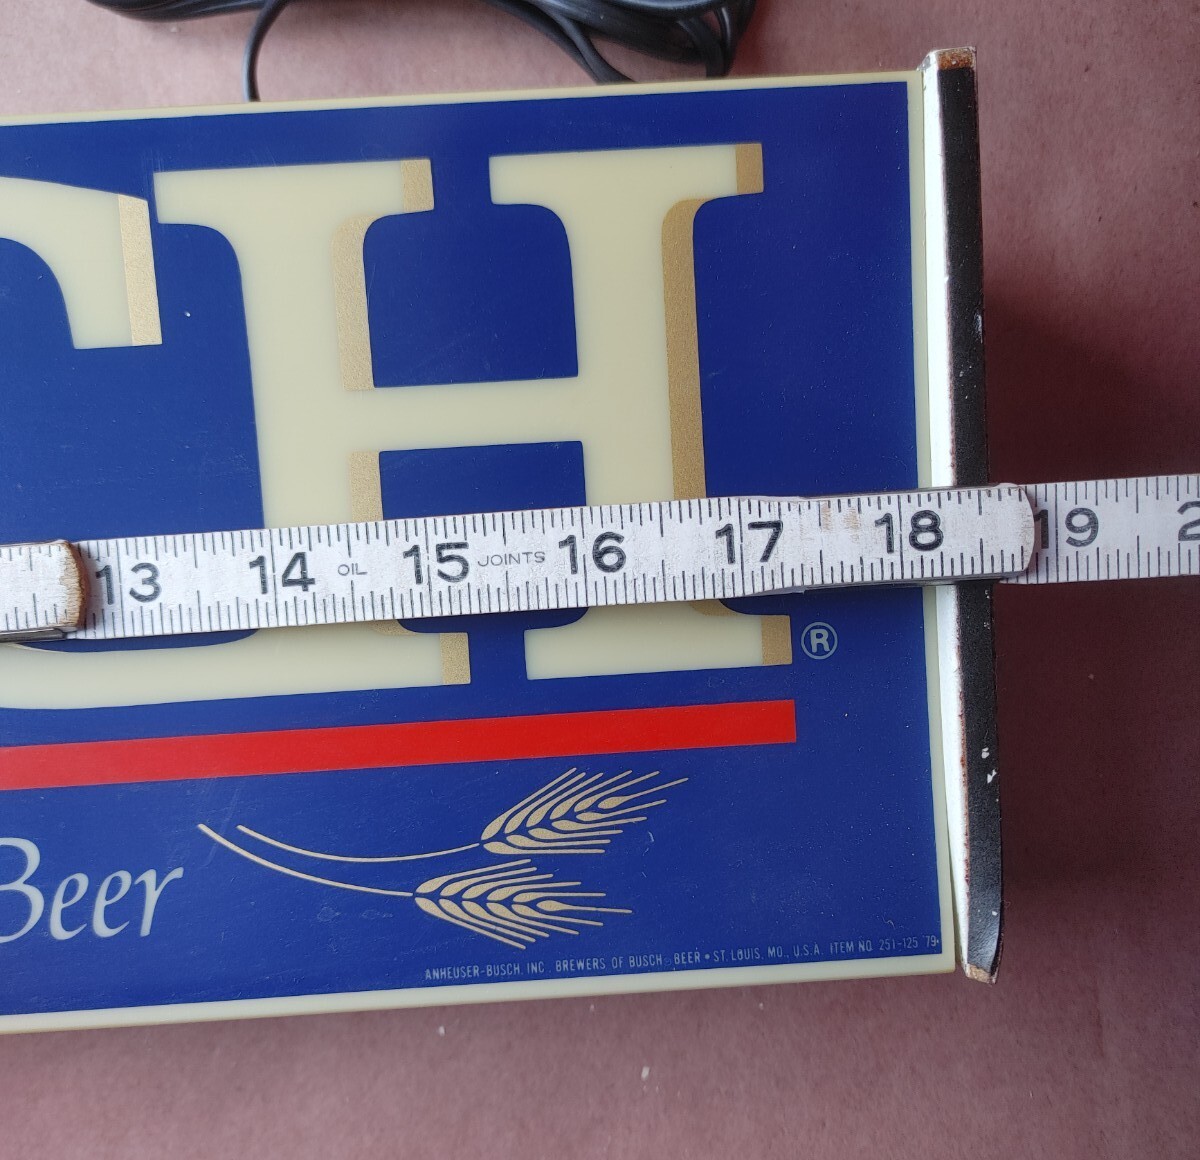 CH ®
13 14 OIL 15 JOINTS 16 17 18 19 2
Beer
ANHEUSER-BUSCH, INC. BREWERS OF BUSCH® BEER • ST. LOUIS, MO., U.S.A. ITEM NO. 251-125 '79